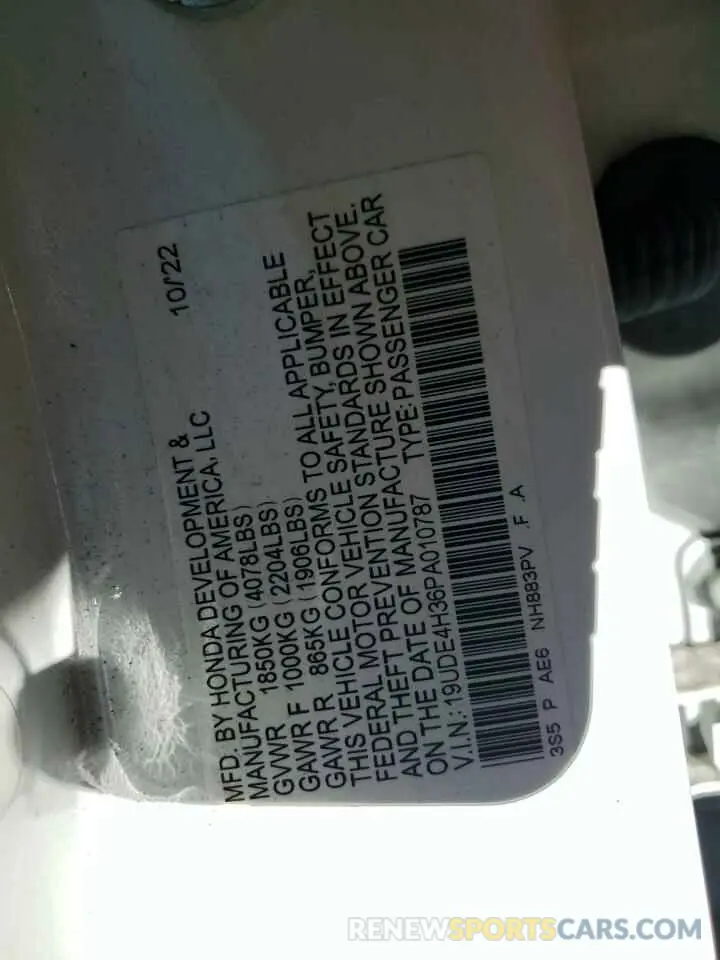 MFD. BY HONDA DEVELOPMENT & 10/'22
MANUFACTURING OF AMERICA, LLC
GVWR 1850KG (4078LBS)
GAWR F 1000KG (2204LBS)
GAWR R 865KG (1906LBS)
THIS VEHICLE CONFORMS TO ALL APPLICABLE
FEDERAL MOTOR VEHICLE SAFETY, BUMPER,
AND THEFT PREVENTION STANDARDS IN EFFECT
ON THE DATE OF MANUFACTURE SHOWN ABOVE.
V.I.N.: 19UDE4H36PA010787 TYPE: PASSENGER CAR
3S5 P AE6 NH883PV .F .A
RENEWSPORTSCARS.COM